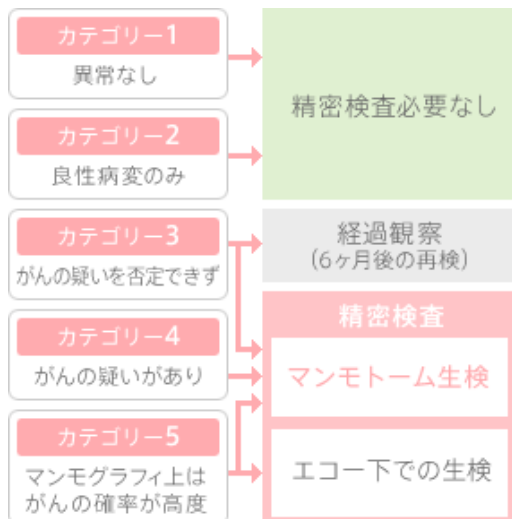 カテゴリー1
異常なし
カテゴリー2
良性病変のみ
精密検査必要なし
カテゴリー3
がんの疑いを否定できず
経過観察
(6ヶ月後の再検)
カテゴリー4
がんの疑いがあり
精密検査
マンモトーム生検
カテゴリー5
マンモグラフィ上は
がんの確率が高度
エコー下での生検